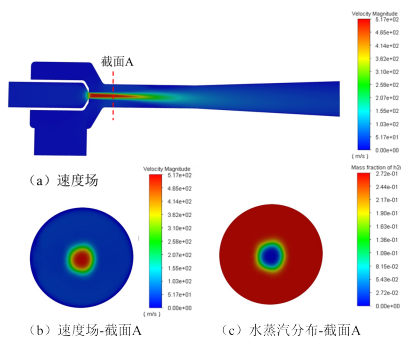 Velocity Magnitude
5.17e+02
4.65e+02
4.14e+02
3.62e+02
3.10e+02
2.58e+02
2.07e+02
1.55e+02
1.03e+02
5.17e+01
0.00e+00
( m/s )
截面A
(a) 速度场
Velocity Magnitude
5.17e+02
4.65e+02
4.14e+02
3.62e+02
3.10e+02
2.58e+02
2.07e+02
1.55e+02
1.03e+02
5.17e+01
0.00e+00
( m/s )
Mass fraction of h2
2.72e-01
2.44e-01
2.17e-01
1.90e-01
1.63e-01
1.36e-01
1.09e-01
8.15e-02
5.43e-02
2.72e-02
0.00e+00
(b) 速度场-截面A
(c) 水蒸汽分布-截面A